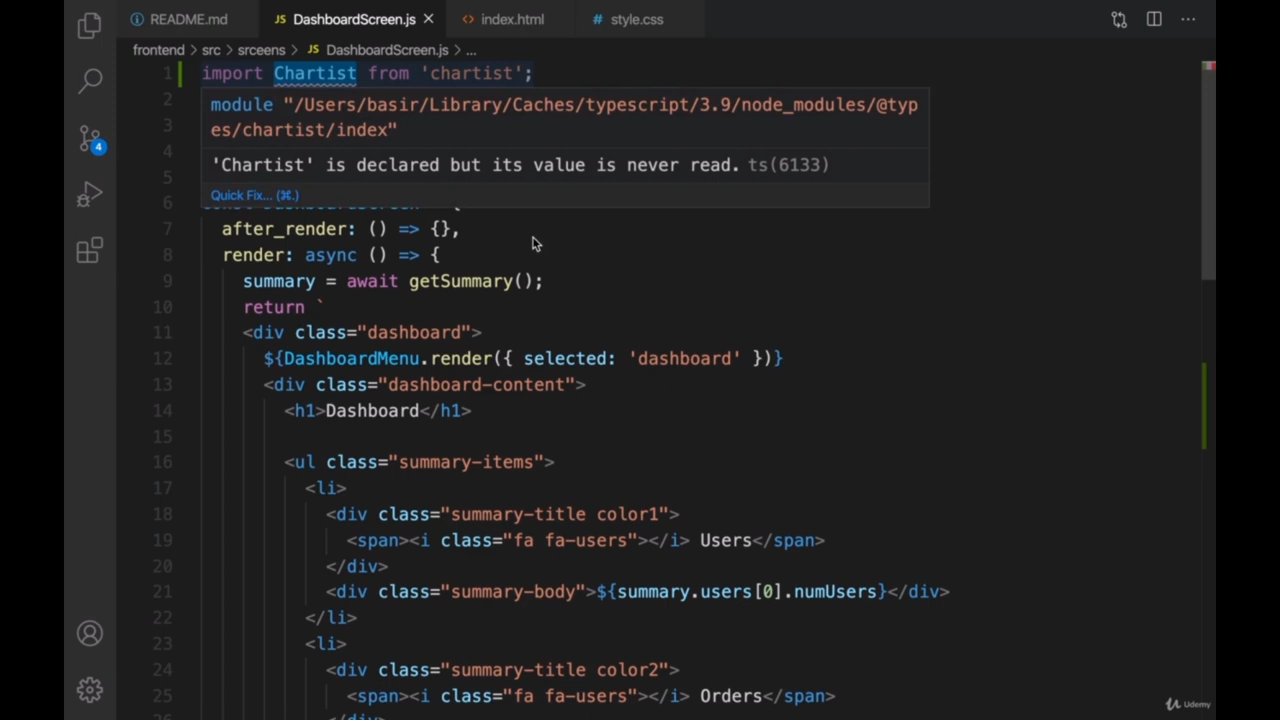 README.md
JS DashboardScreen.js
<> index.html
# style.css
frontend > src > srceens > JS DashboardScreen.js > ...
1 import Chartist from 'chartist';
2
module "/Users/basir/Library/Caches/typescript/3.9/node_modules/@typ
3
es/chartist/index"
4
'Chartist' is declared but its value is never read. ts(6133)
5
Quick Fix... (⌘.)
6
7 after_render: () => {},
8 render: async () => {
9 summary = await getSummary();
10 return `
11 <div class="dashboard">
12 ${DashboardMenu.render({ selected: 'dashboard' })}
13 <div class="dashboard-content">
14 <h1>Dashboard</h1>
15
16 <ul class="summary-items">
17 <li>
18 <div class="summary-title color1">
19 <span><i class="fa fa-users"></i> Users</span>
20 </div>
21 <div class="summary-body">${summary.users[0].numUsers}</div>
22 </li>
23 <li>
24 <div class="summary-title color2">
25 <span><i class="fa fa-users"></i> Orders</span>
4
Udemy